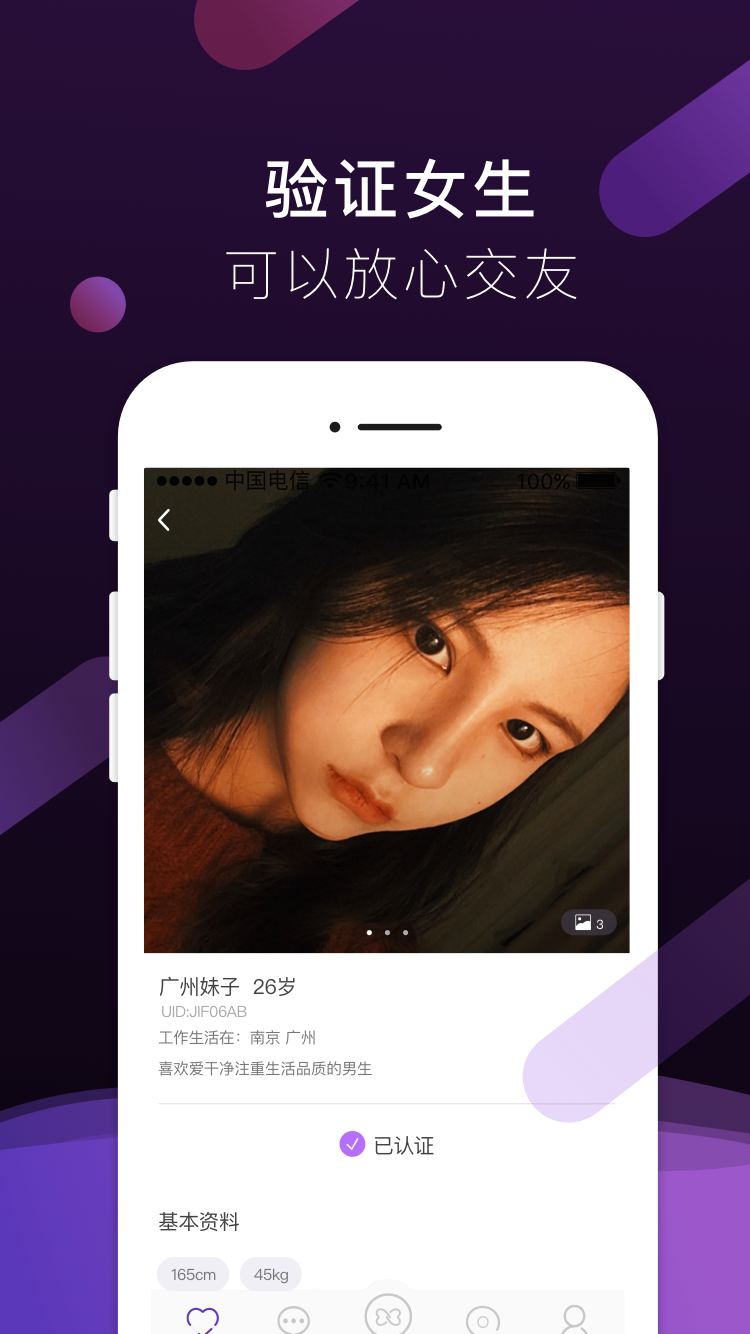 验证女生
可以放心交友
中国电信 9:41 AM 100%
3
广州妹子 26岁
UID:JIF06AB
工作生活在：南京 广州
喜欢爱干净注重生活品质的男生
已认证
基本资料
165cm 45kg